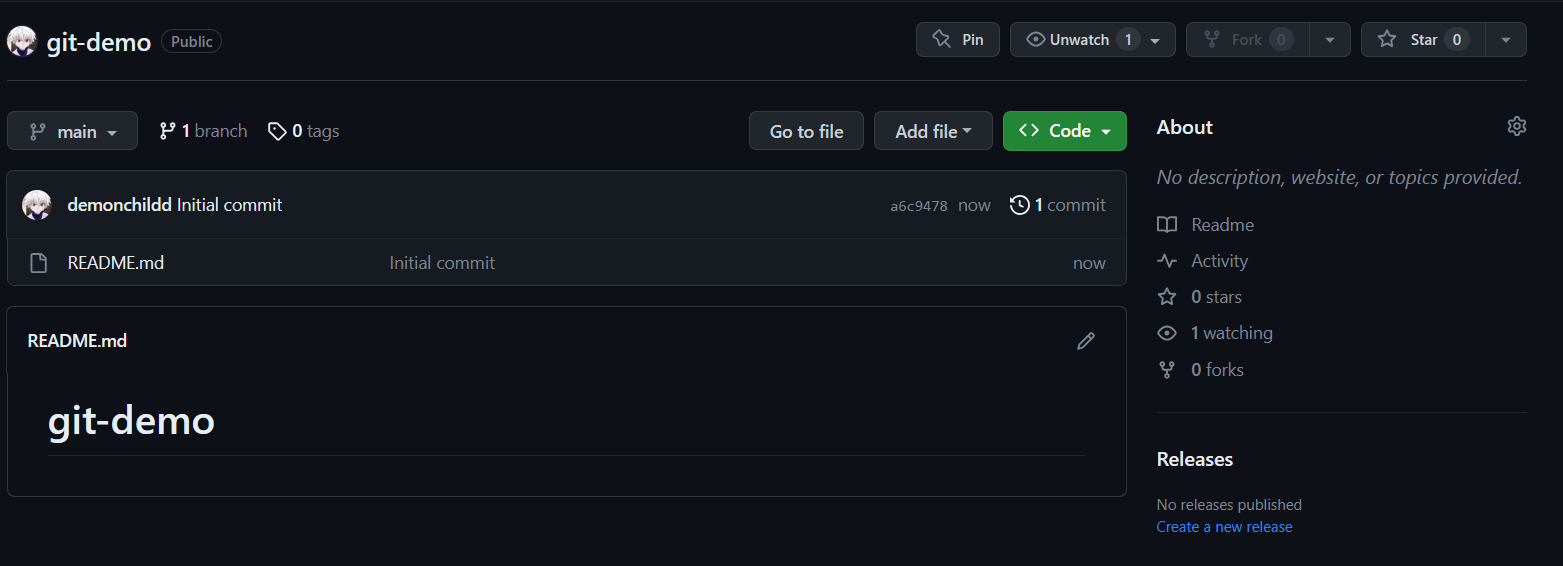 git-demo Public Pin Unwatch 1 Fork 0 Star 0
main 1 branch 0 tags Go to file Add file Code
demonchildd Initial commit a6c9478 now 1 commit
README.md Initial commit now
README.md
git-demo
About
No description, website, or topics provided.
Readme
Activity
0 stars
1 watching
0 forks
Releases
No releases published
Create a new release